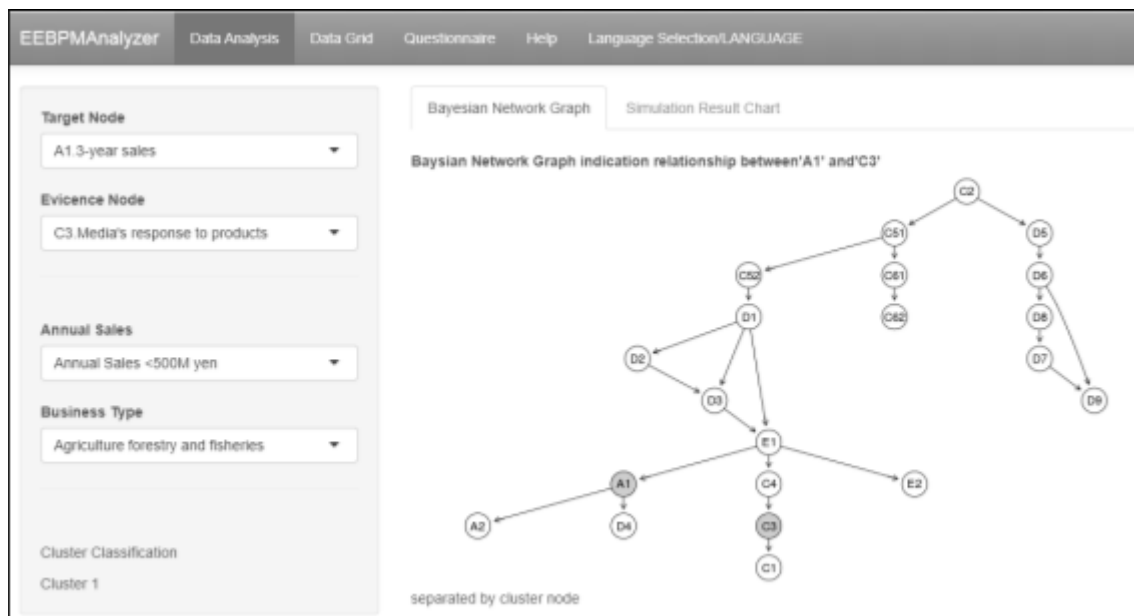 EEBPMAnalyzer Data Analysis Data Grid Questionnaire Help Language Selection/LANGUAGE
Target Node
A1.3-year sales
Evicence Node
C3.Media's response to products
Annual Sales
Annual Sales <500M yen
Business Type
Agriculture forestry and fisheries
Cluster Classification
Cluster 1
Bayesian Network Graph Simulation Result Chart
Baysian Network Graph indication relationship between'A1' and'C3'
C2
C51 D5
C52 C61 D6
D1 C62 D8
D2 D7
D3 D9
E1
A1 C4 E2
A2 D4 C3
C1
separated by cluster node